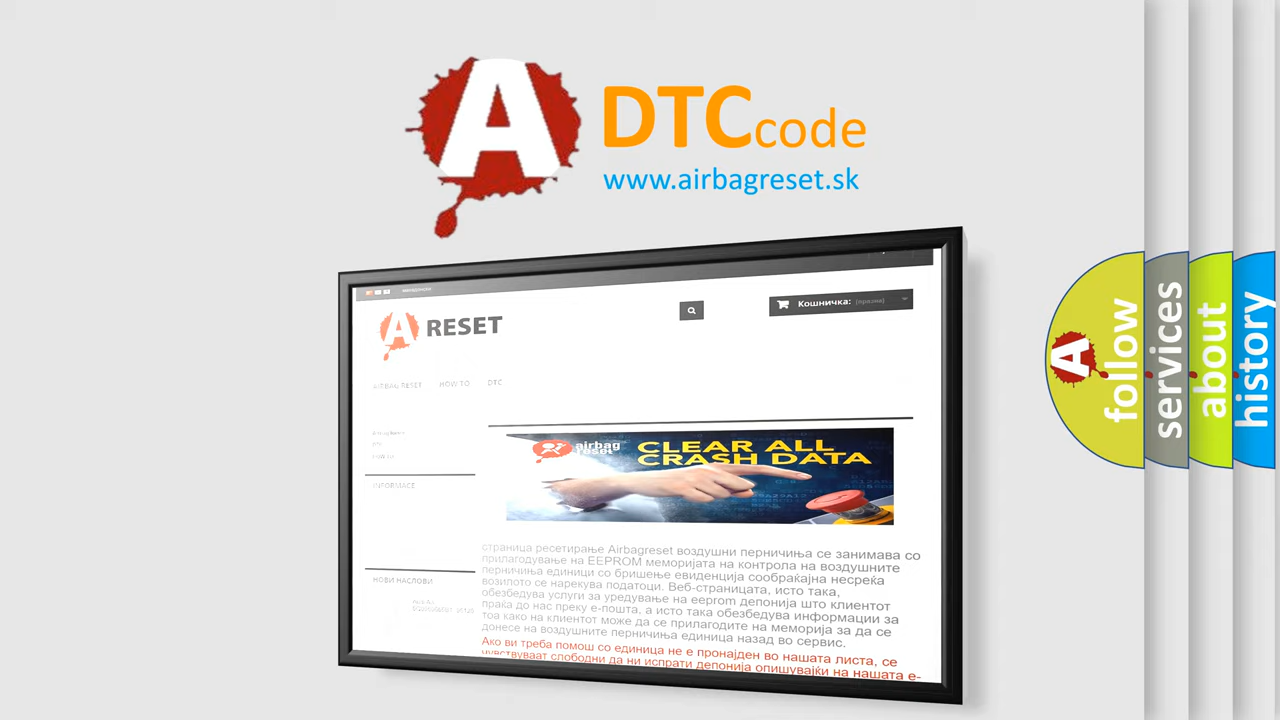 A
DTC code
www.airbagreset.sk
A RESET
Кошничка: (празни)
AIRBAG RESET HOW TO DTC
INFORMACE
airbag
reset
CLEAR ALL
CRASH DATA
страница ресетирање Airbagreset воздушни перничиња се занимава со
прилагодување на EEPROM меморијата на контрола на воздушните
перничиња единици со бришење евиденција сообраќајна несреќа
возилото се нарекува податоци. Веб-страницата, исто така,
обезбедува услуги за уредување на eeprom депонија што клиентот
праќа до нас преку е-пошта, а исто така обезбедува информации за
тоа како на клиентот може да се прилагодите на меморија за да се
донесе на воздушните перничиња единица назад во сервис.
Ако ви треба помош со единица не е пронајден во нашата листа, се
чувствуваат слободни да ни испрати депонија опишувајќи на нашата е-
НОВИ НАСЛОВИ
A
follow
services
about
history